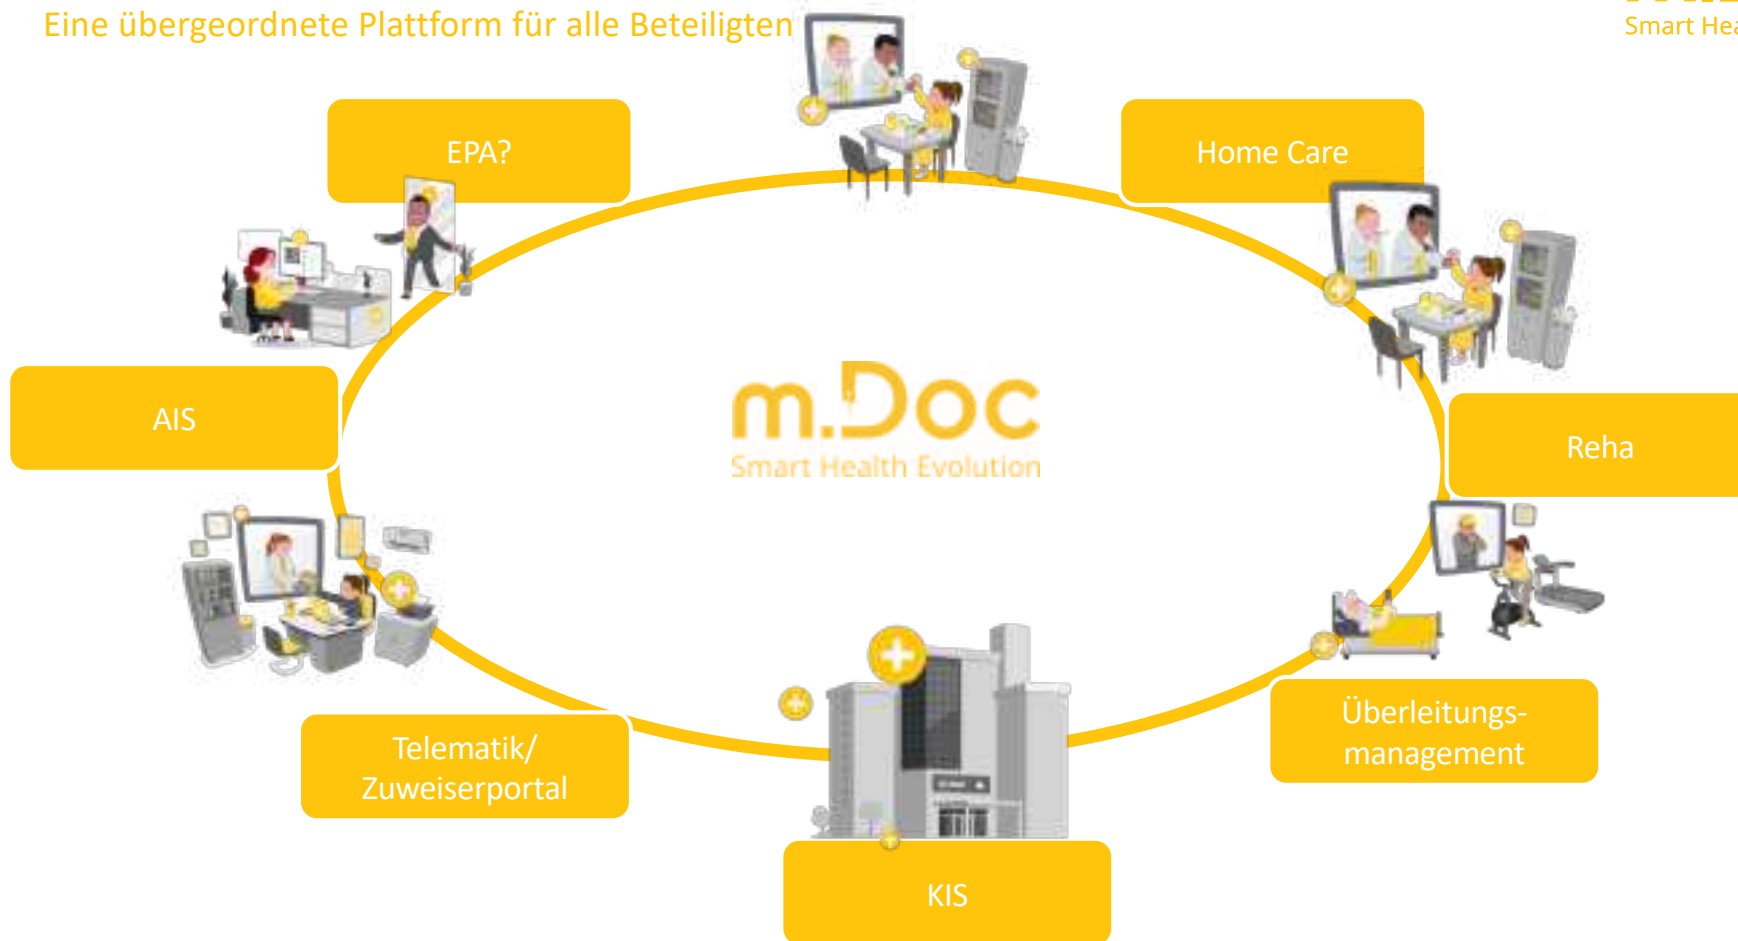 Eine übergeordnete Plattform für alle Beteiligten
Smart Hea
EPA?
Home Care
AIS
m.Doc
Smart Health Evolution
Reha
Telematik/
Zuweiserportal
Überleitungs-
management
KIS